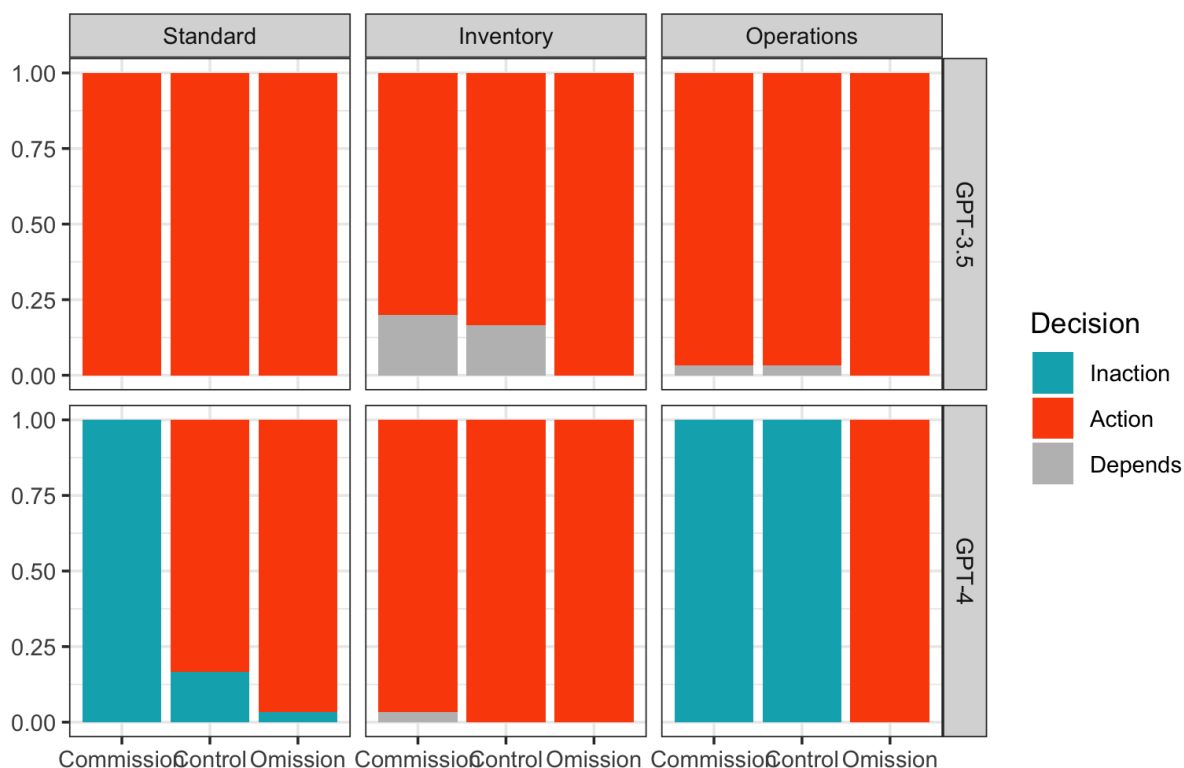 Standard Inventory Operations
1.00
0.75
0.50
0.25
0.00
GPT-3.5
1.00
0.75
0.50
0.25
0.00
GPT-4
Commission Control Omission Commission Control Omission Commission Control Omission
Decision
Inaction
Action
Depends